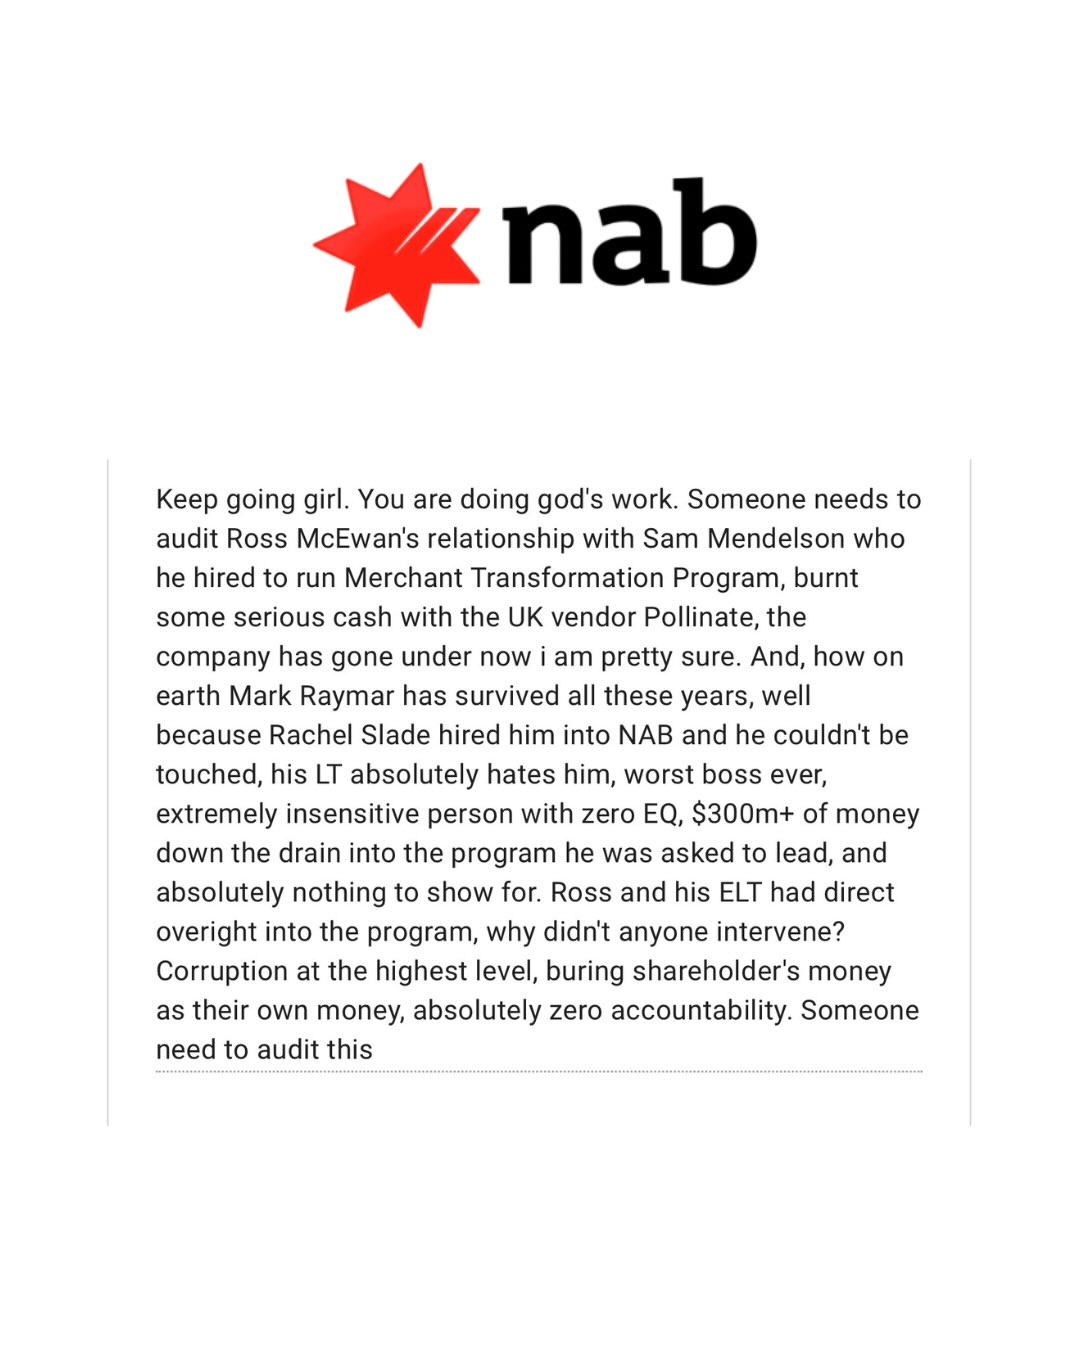 nab
Keep going girl. You are doing god's work. Someone needs to
audit Ross McEwan's relationship with Sam Mendelson who
he hired to run Merchant Transformation Program, burnt
some serious cash with the UK vendor Pollinate, the
company has gone under now i am pretty sure. And, how on
earth Mark Raymar has survived all these years, well
because Rachel Slade hired him into NAB and he couldn't be
touched, his LT absolutely hates him, worst boss ever,
extremely insensitive person with zero EQ, $300m+ of money
down the drain into the program he was asked to lead, and
absolutely nothing to show for. Ross and his ELT had direct
overight into the program, why didn't anyone intervene?
Corruption at the highest level, buring shareholder's money
as their own money, absolutely zero accountability. Someone
need to audit this